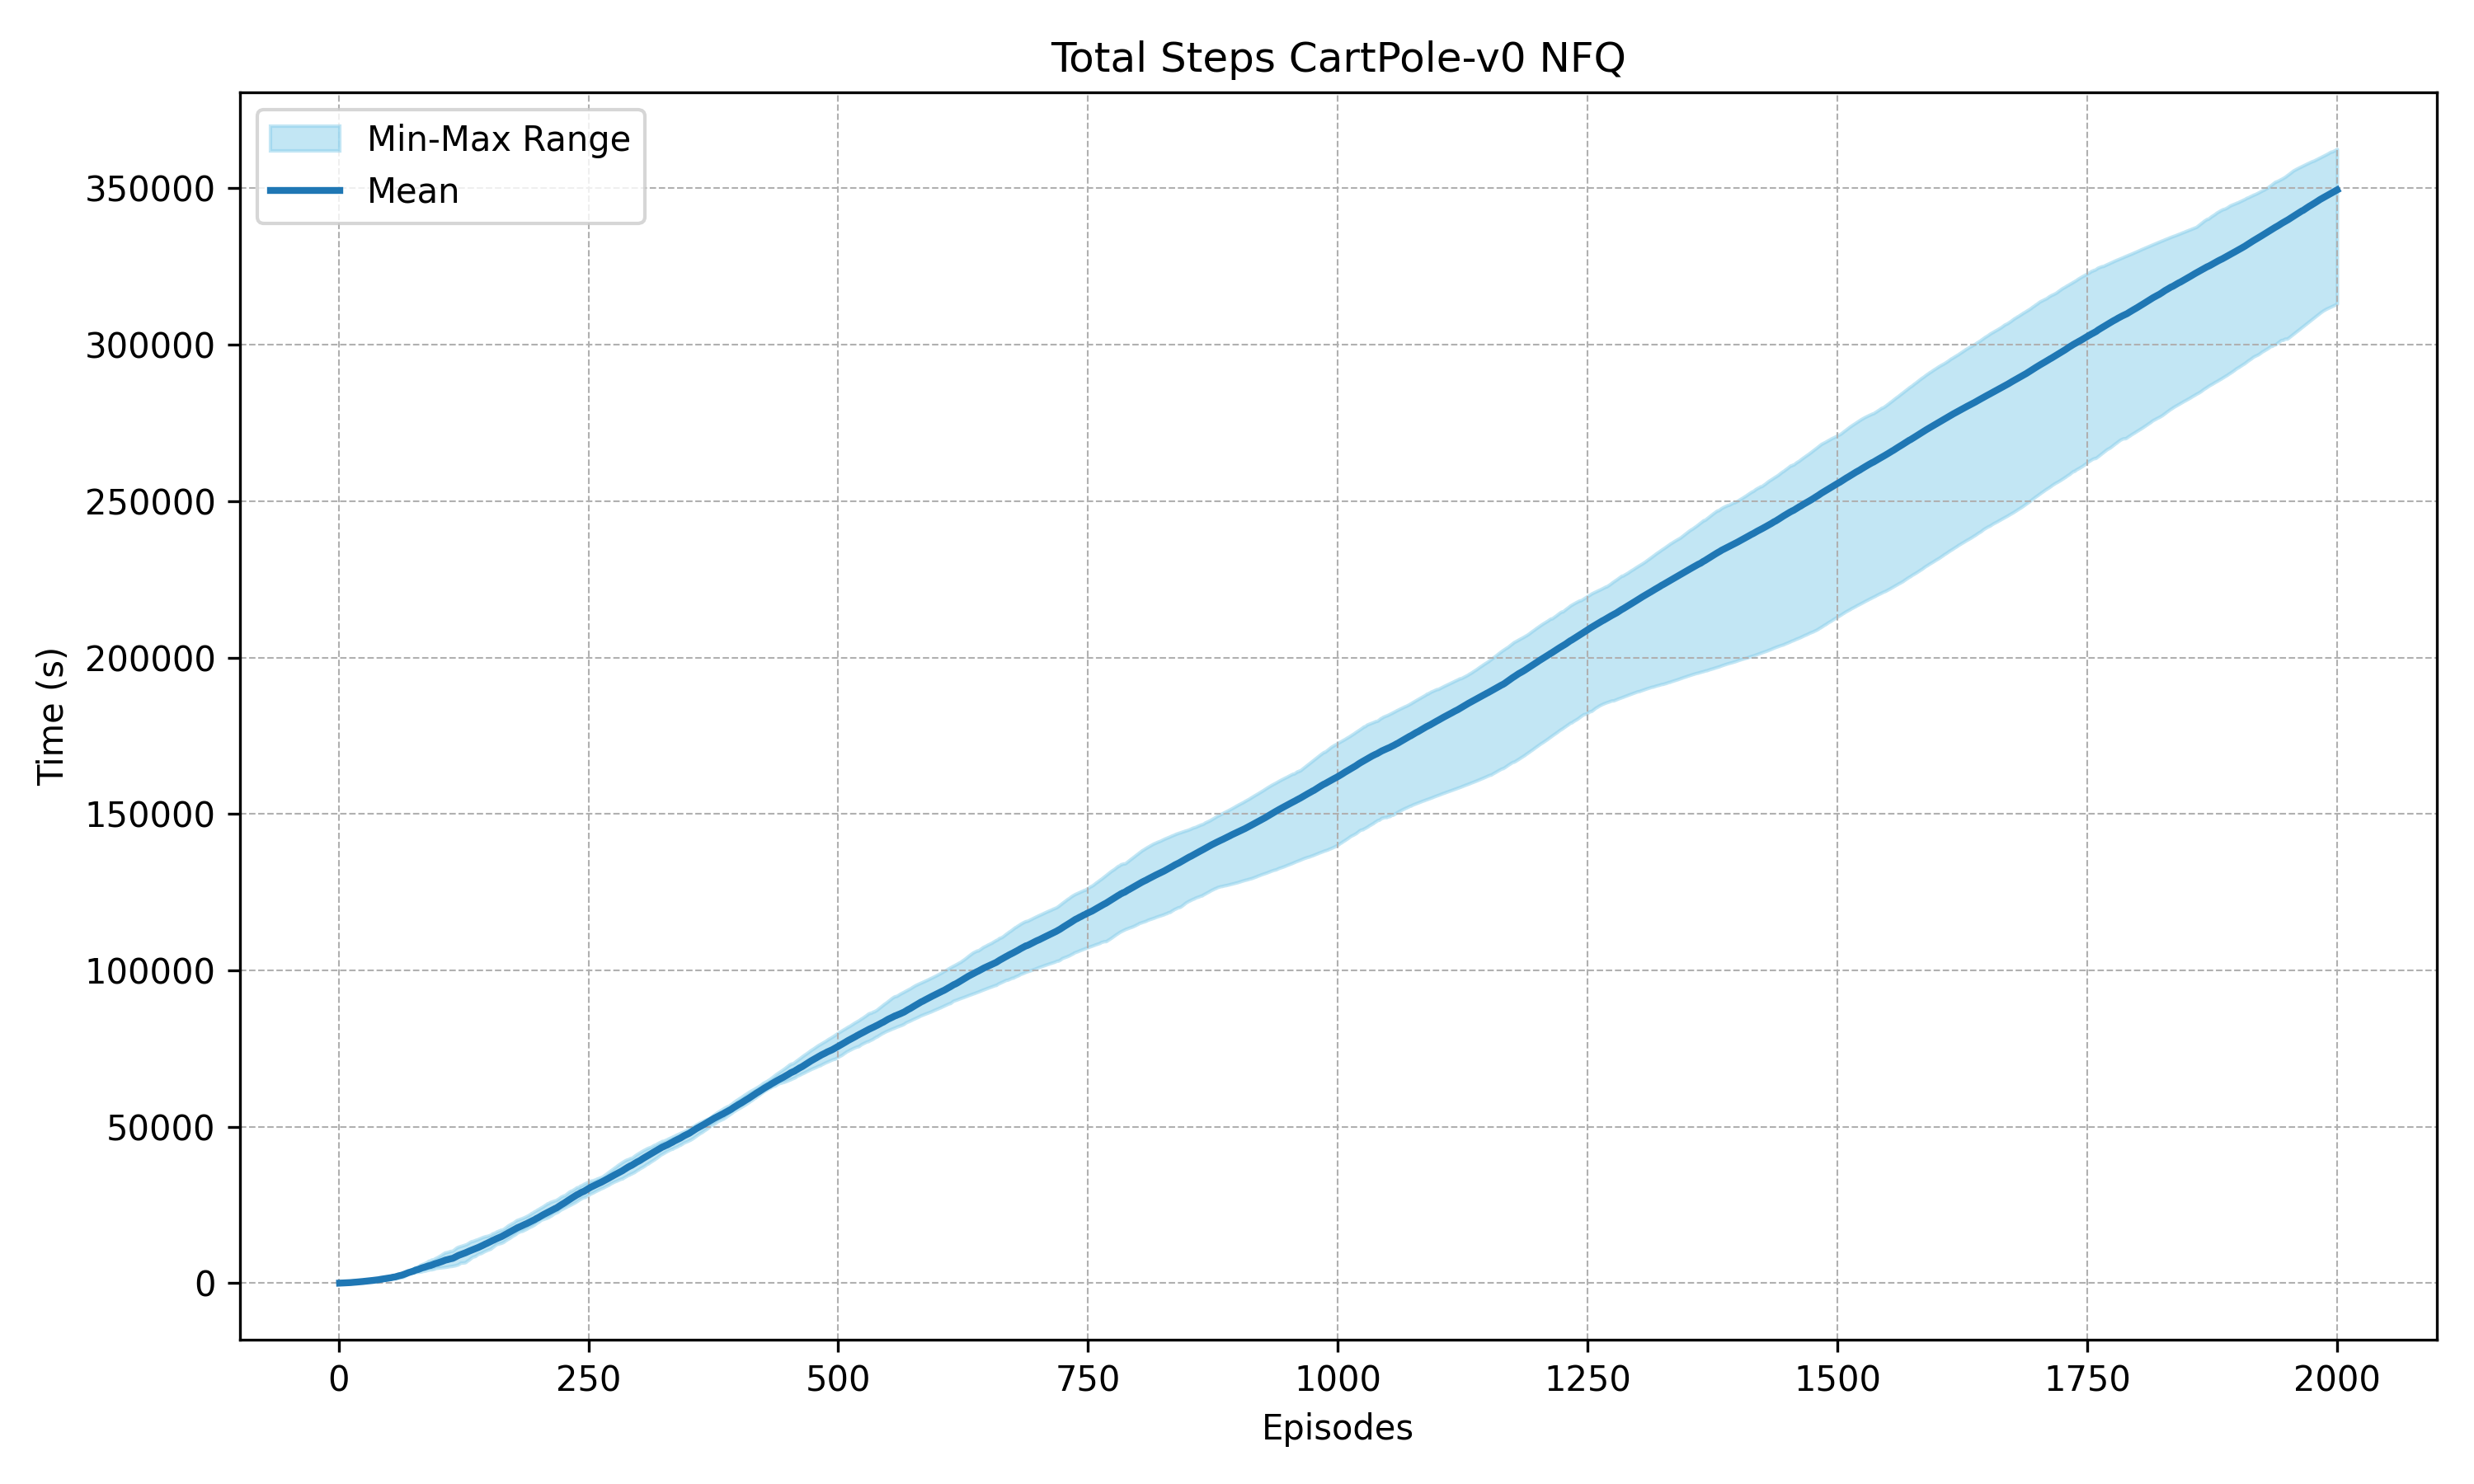 Total Steps CartPole-v0 NFQ
Min-Max Range
Mean
Time (s)
350000
300000
250000
200000
150000
100000
50000
0
0 250 500 750 1000 1250 1500 1750 2000
Episodes